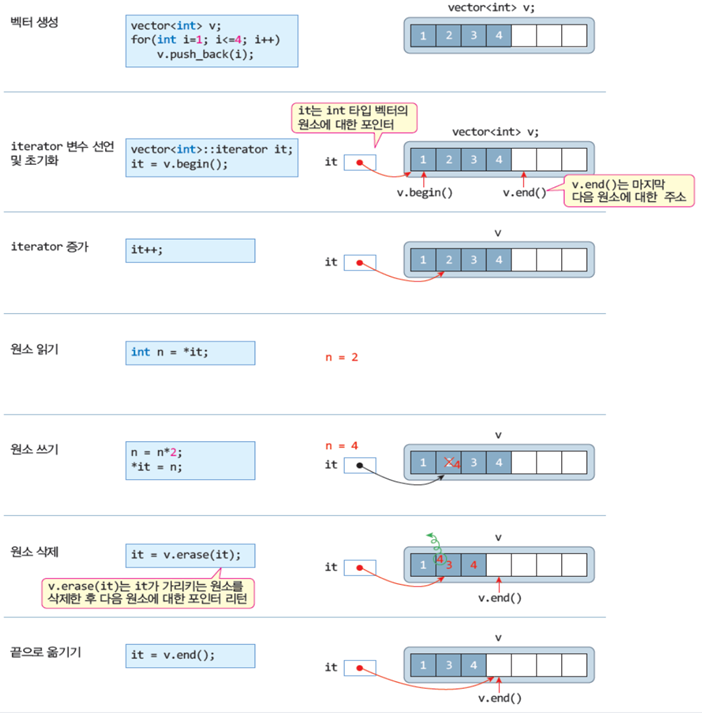 벡터 생성
vector<int> v;
for(int i=1; i<=4; i++)
v.push_back(i);
vector<int> v;
1 2 3 4
iterator 변수 선언
및 초기화
vector<int>::iterator it;
it = v.begin();
it는 int 타입 벡터의
원소에 대한 포인터
it
vector<int> v;
1 2 3 4
v.begin()
v.end()
v.end()는 마지막
다음 원소에 대한 주소
iterator 증가
it++;
it
v
1 2 3 4
원소 읽기
int n = *it;
n = 2
원소 쓰기
n = n*2;
*it = n;
n = 4
it
v
1 2 4 3 4
원소 삭제
it = v.erase(it);
v.erase(it)는 it가 가리키는 원소를
삭제한 후 다음 원소에 대한 포인터 리턴
it
v
1 4 3 4
v.end()
끝으로 옮기기
it = v.end();
it
v
1 3 4
v.end()